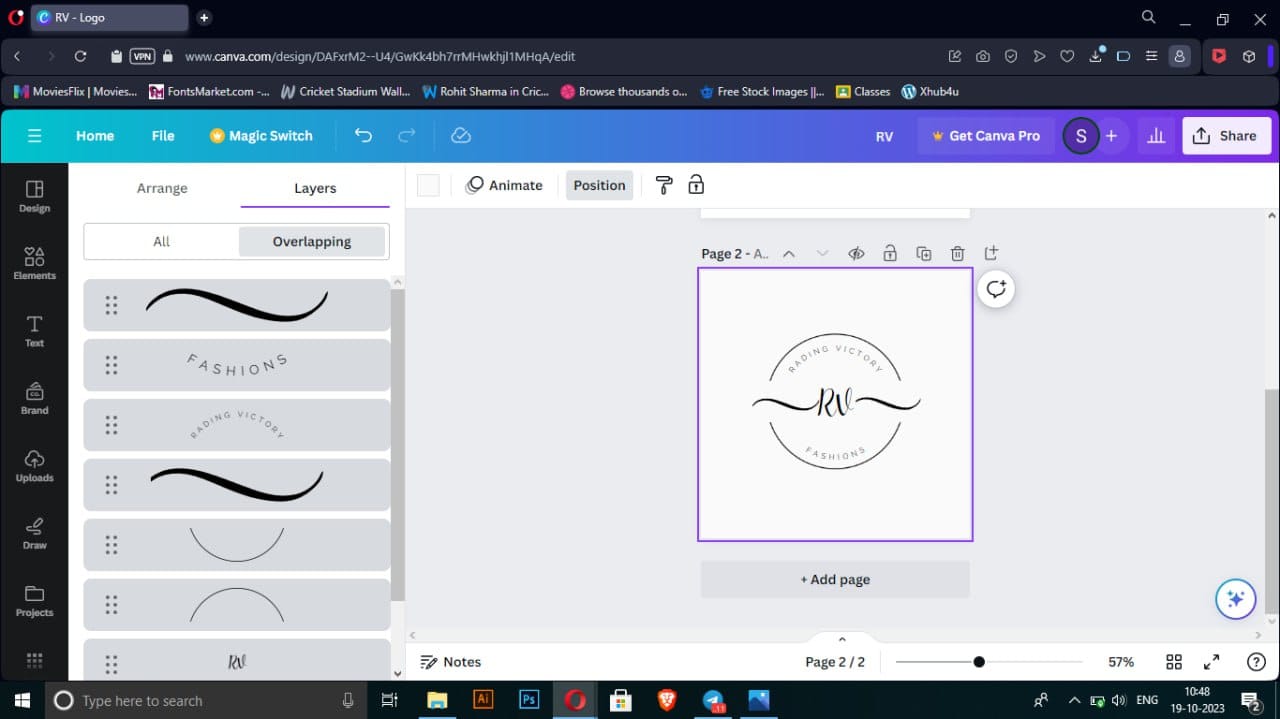 RV - Logo
VPN
www.canva.com/design/DAFxrM2--U4/GwKk4bh7rrMHwkhjl1MHqA/edit
MoviesFlix | Movies...
FontsMarket.com -...
Cricket Stadium Wall...
Rohit Sharma in Cric...
Browse thousands o...
Free Stock Images ||...
Classes
Xhub4u
Home
File
Magic Switch
RV
Get Canva Pro
S
Share
Design
Elements
Text
Brand
Uploads
Draw
Projects
Arrange
Layers
All
Overlapping
FASHIONS
RADING VICTORY
RV
Animate
Position
Page 2 - A..
RADING VICTORY
RV
FASHIONS
+ Add page
Notes
Page 2 / 2
57%
Type here to search
Ai
Ps
11
ENG
10:48
19-10-2023
2